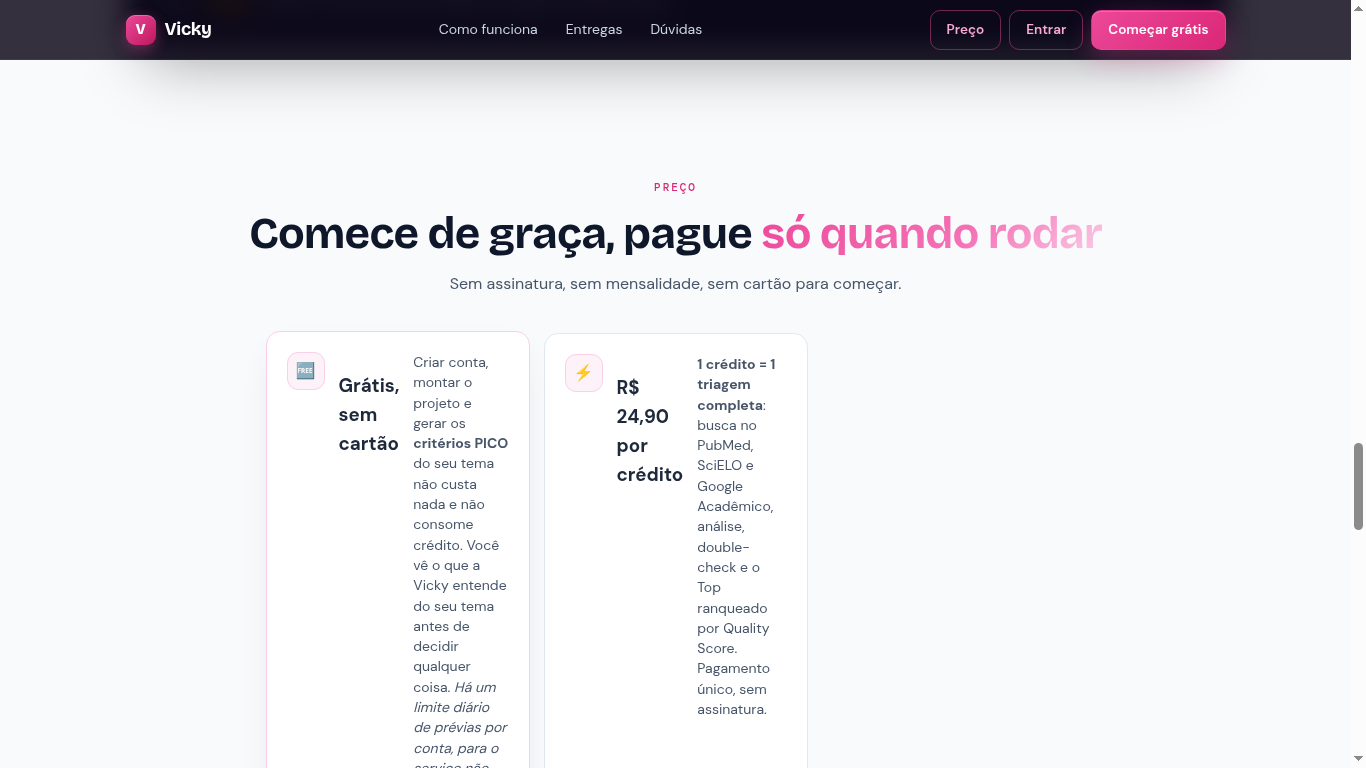 V Vicky Como funciona Entregas Dúvidas Preço Entrar Começar grátis
PREÇO
Comece de graça, pague só quando rodar
Sem assinatura, sem mensalidade, sem cartão para começar.
FREE
Grátis,
sem
cartão
Criar conta,
montar o
projeto e
gerar os
critérios PICO
do seu tema
não custa
nada e não
consome
crédito. Você
vê o que a
Vicky entende
do seu tema
antes de
decidir
qualquer
coisa. Há um
limite diário
de prévias por
conta, para o
serviço não
R$
24,90
por
crédito
1 crédito = 1
triagem
completa:
busca no
PubMed,
SciELO e
Google
Acadêmico,
análise,
double-
check e o
Top
ranqueado
por Quality
Score.
Pagamento
único, sem
assinatura.